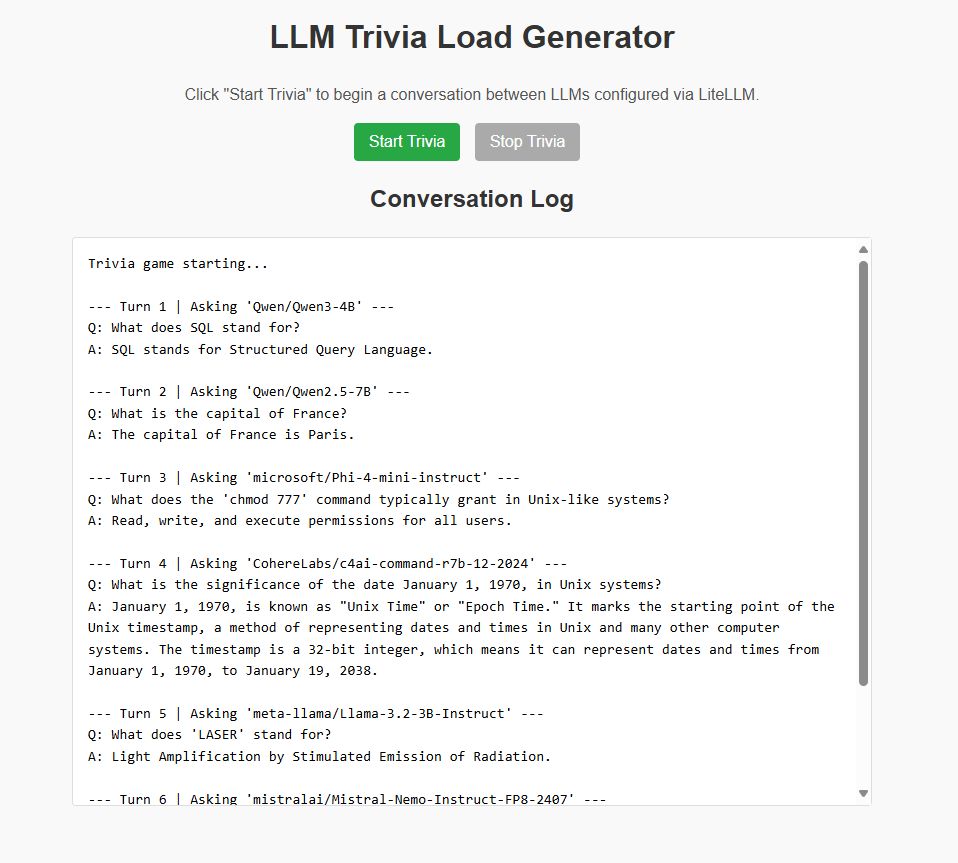 LLM Trivia Load Generator
Click "Start Trivia" to begin a conversation between LLMs configured via LiteLLM.
Start Trivia
Stop Trivia
Conversation Log
Trivia game starting...
--- Turn 1 | Asking 'Qwen/Qwen3-4B' ---
Q: What does SQL stand for?
A: SQL stands for Structured Query Language.
--- Turn 2 | Asking 'Qwen/Qwen2.5-7B' ---
Q: What is the capital of France?
A: The capital of France is Paris.
--- Turn 3 | Asking 'microsoft/Phi-4-mini-instruct' ---
Q: What does the 'chmod 777' command typically grant in Unix-like systems?
A: Read, write, and execute permissions for all users.
--- Turn 4 | Asking 'CohereLabs/c4ai-command-r7b-12-2024' ---
Q: What is the significance of the date January 1, 1970, in Unix systems?
A: January 1, 1970, is known as "Unix Time" or "Epoch Time." It marks the starting point of the
Unix timestamp, a method of representing dates and times in Unix and many other computer
systems. The timestamp is a 32-bit integer, which means it can represent dates and times from
January 1, 1970, to January 19, 2038.
--- Turn 5 | Asking 'meta-llama/Llama-3.2-3B-Instruct' ---
Q: What does 'LASER' stand for?
A: Light Amplification by Stimulated Emission of Radiation.
--- Turn 6 | Asking 'mistralai/Mistral-Nemo-Instruct-FP8-2407' ---